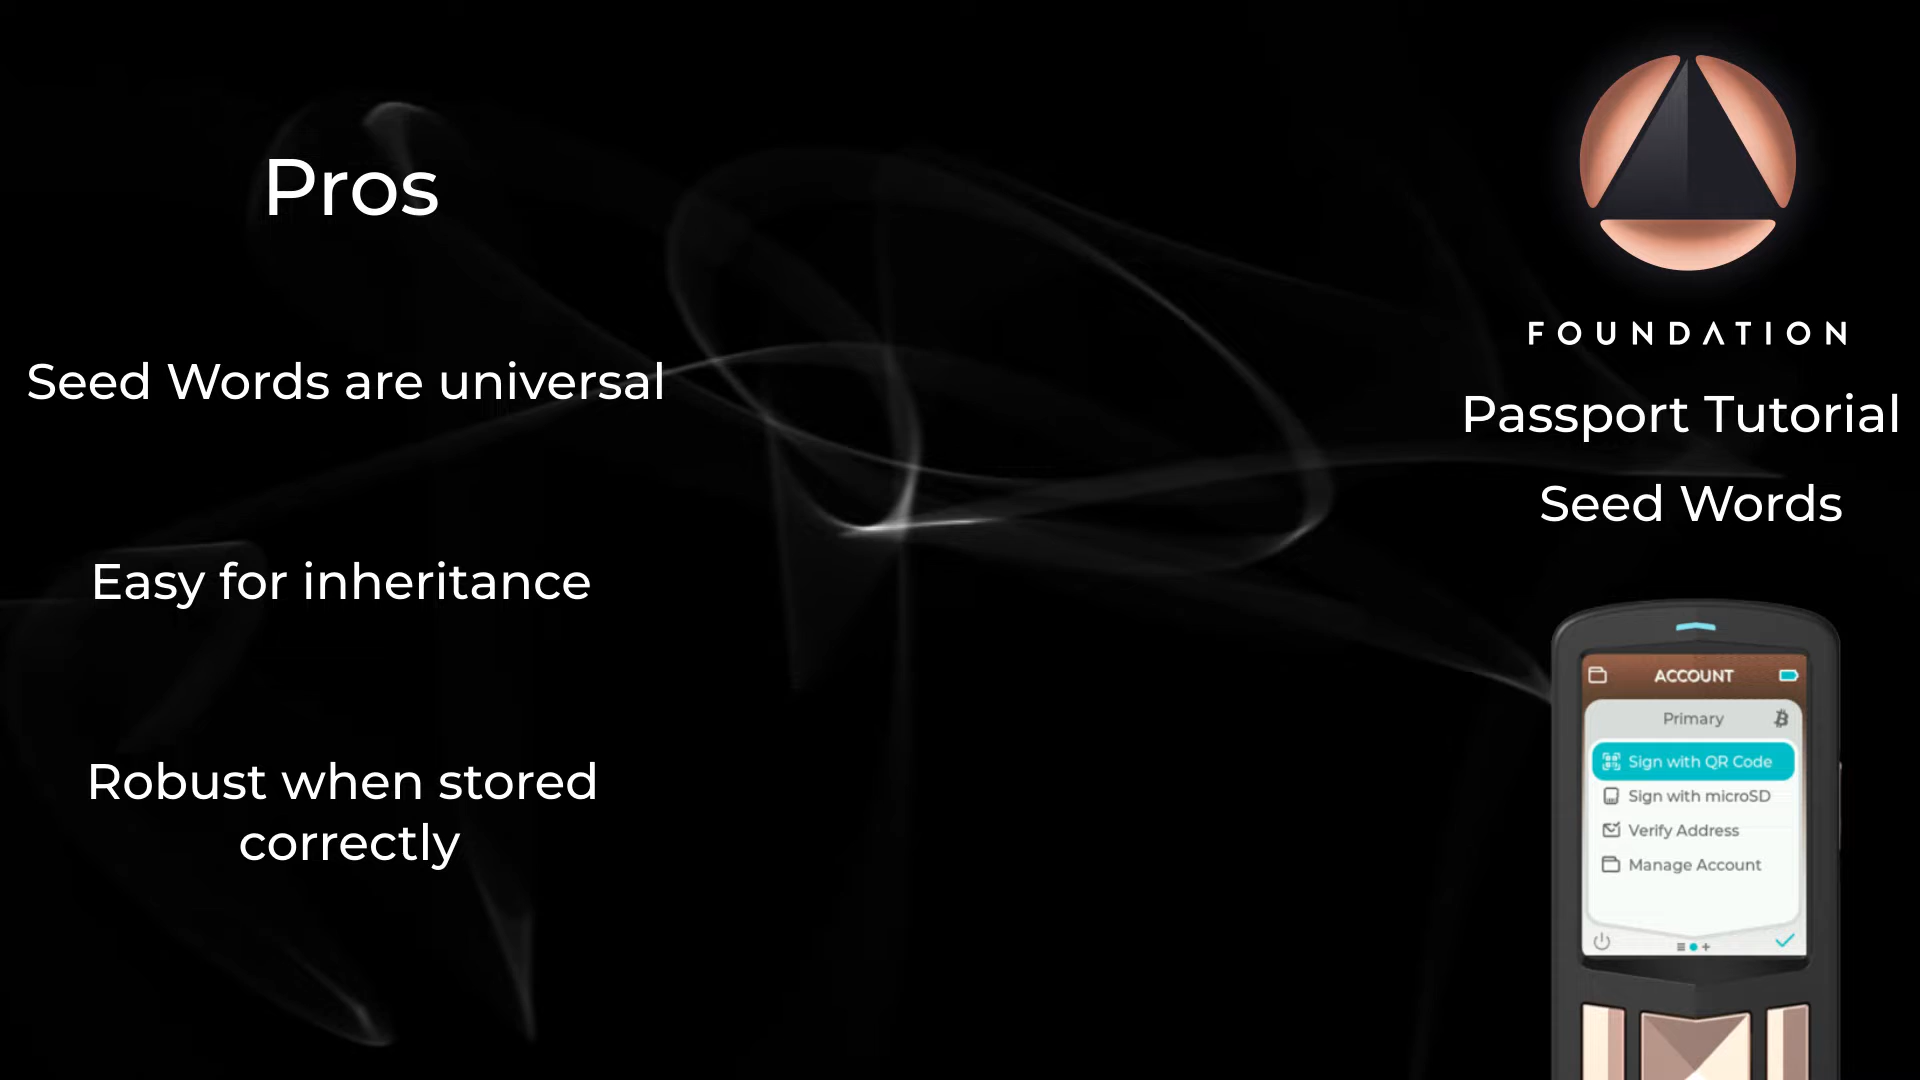 Pros
Seed Words are universal
Easy for inheritance
Robust when stored
correctly
FOUNDATION
Passport Tutorial
Seed Words
ACCOUNT
Primary
Sign with QR Code
Sign with microSD
Verify Address
Manage Account